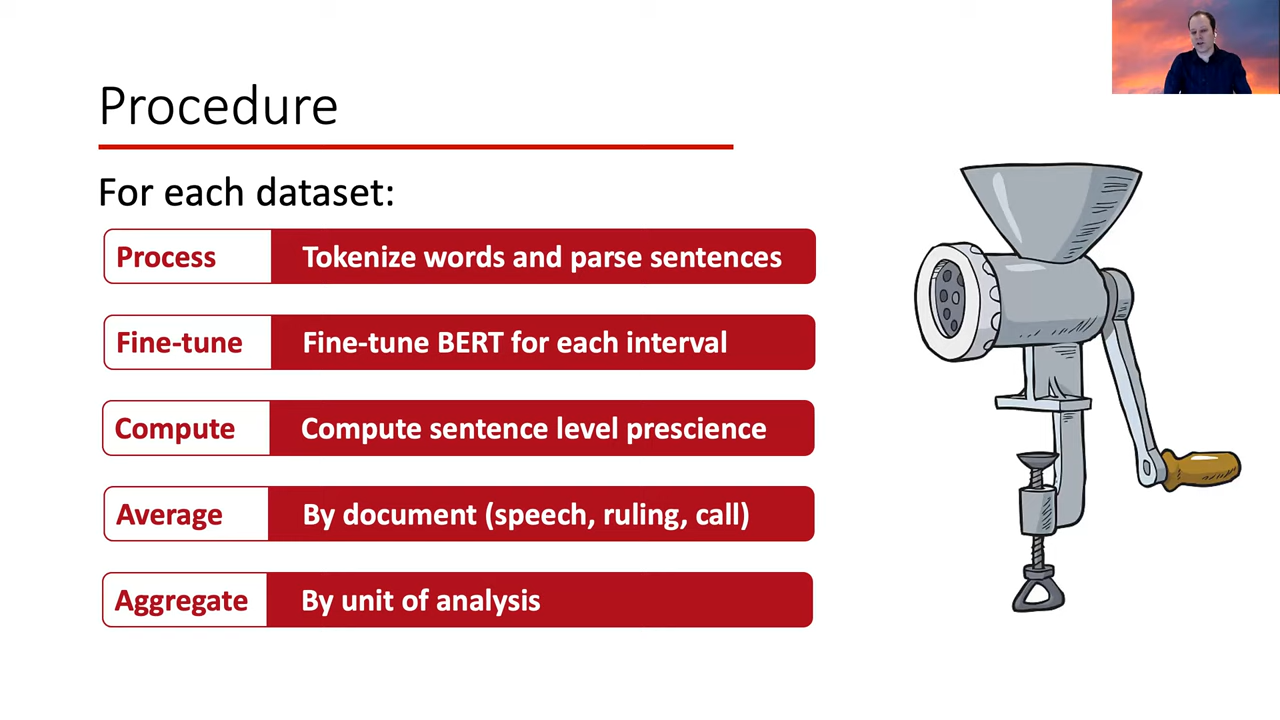 Procedure
For each dataset:
Process Tokenize words and parse sentences
Fine-tune Fine-tune BERT for each interval
Compute Compute sentence level prescience
Average By document (speech, ruling, call)
Aggregate By unit of analysis